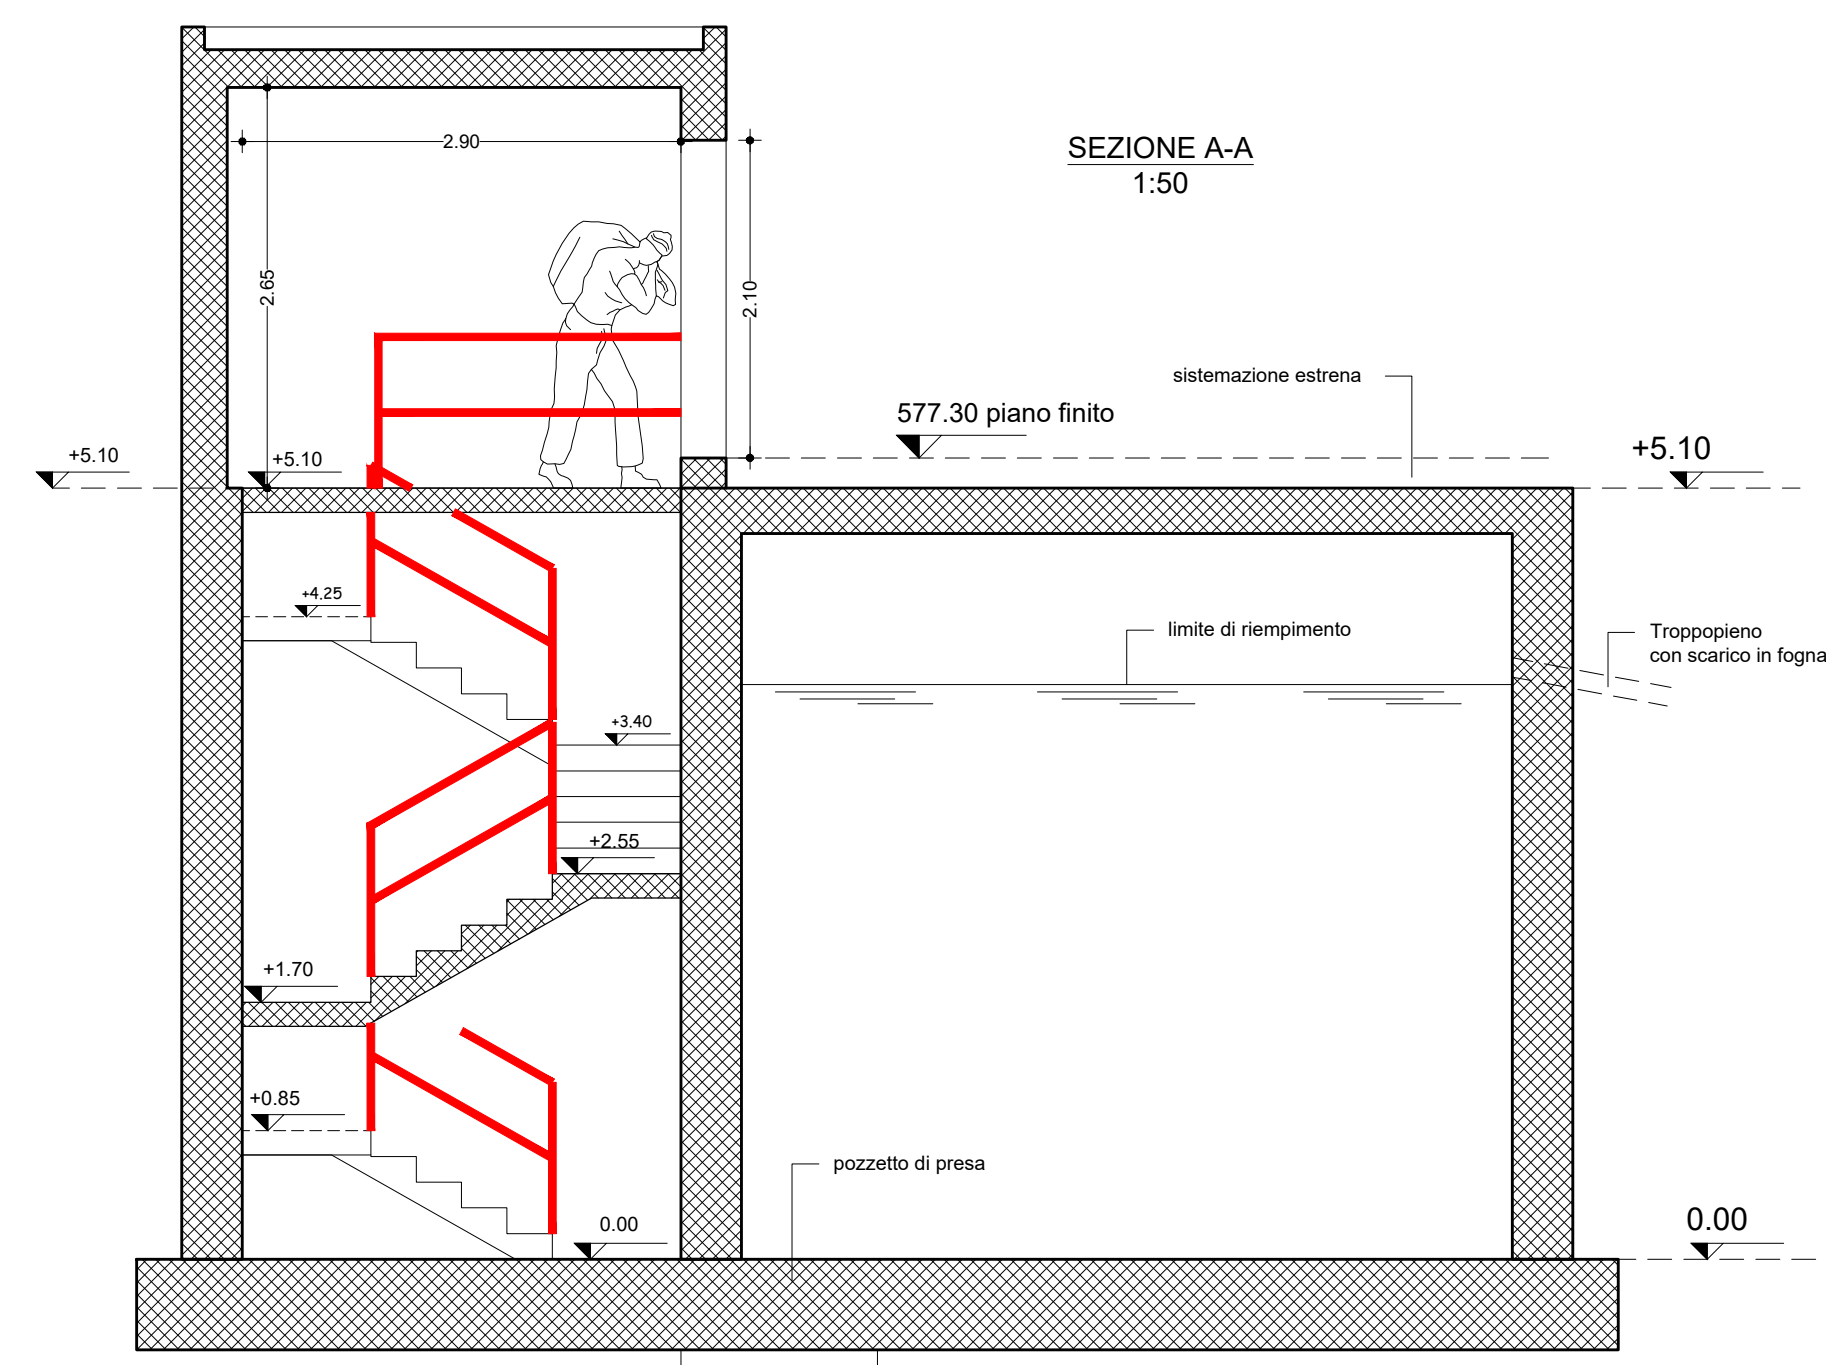 SEZIONE A-A
1:50
2.90
2.65
2.10
sistemazione estrena
577.30 piano finito
+5.10
+5.10
+5.10
+4.25
limite di riempimento
Troppopieno
con scarico in fogna
+3.40
+2.55
+1.70
+0.85
pozzetto di presa
0.00
0.00